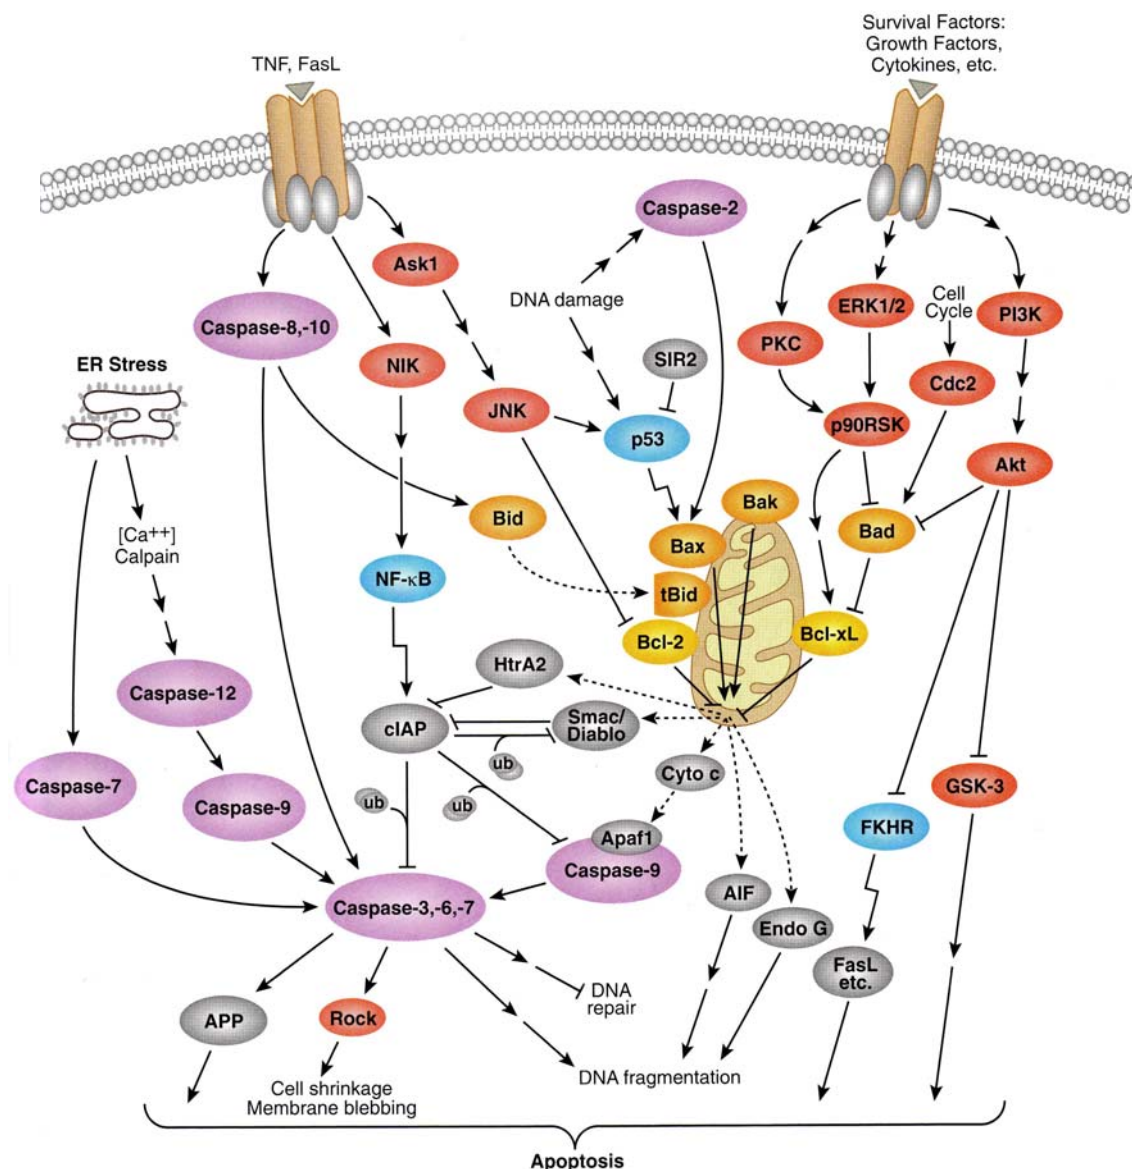 Survival Factors:
Growth Factors,
Cytokines, etc.
TNF, FasL
Caspase-2
Ask1
DNA damage
ERK1/2
Cell
Cycle
PI3K
Caspase-8,-10
PKC
SIR2
NIK
ER Stress
Cdc2
JNK
p53
p90RSK
Akt
Bak
Bid
Bad
[Ca++]
Calpain
Bax
NF-κB
tBid
Bcl-2
Bcl-xL
HtrA2
Caspase-12
cIAP
Smac/
Diablo
ub
Cyto c
Caspase-7
GSK-3
Caspase-9
ub
ub
FKHR
Apaf1
Caspase-9
AIF
Caspase-3,-6,-7
Endo G
FasL
etc.
DNA
repair
APP
Rock
DNA fragmentation
Cell shrinkage
Membrane blebbing
Apoptosis